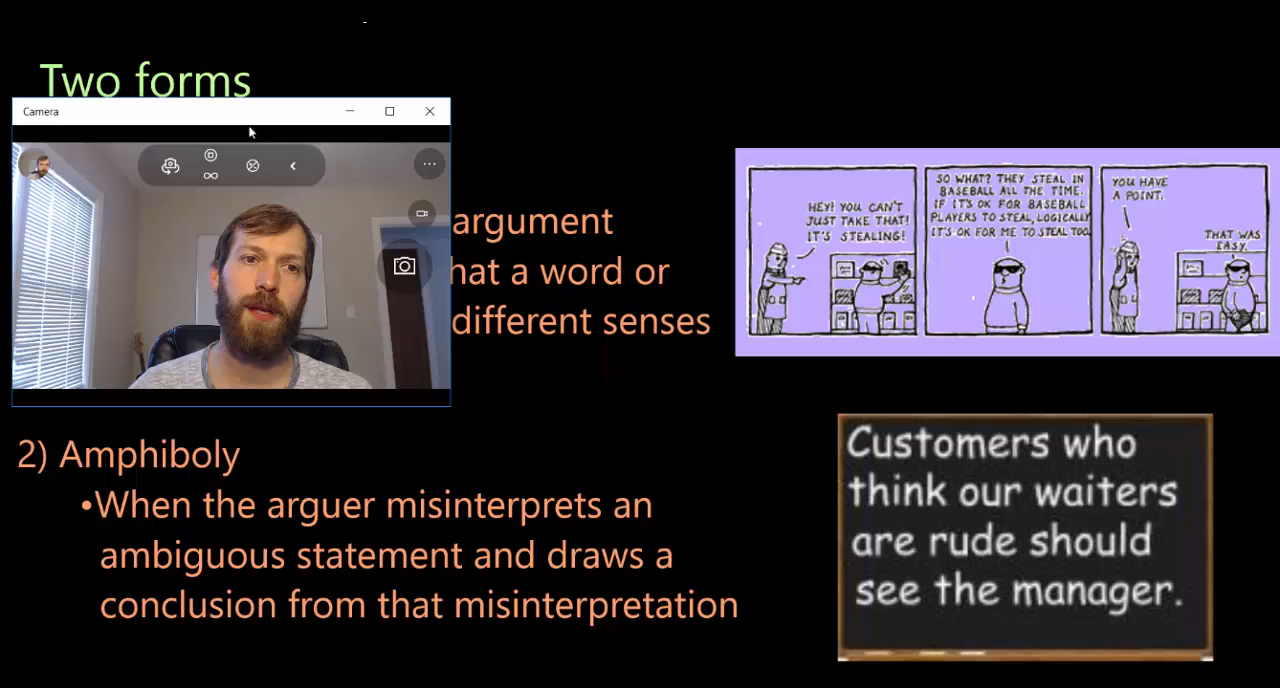 Two forms
Camera
argument
hat a word or
different senses
2) Amphiboly
•When the arguer misinterprets an
ambiguous statement and draws a
conclusion from that misinterpretation
HEY! YOU CAN'T
JUST TAKE THAT!
IT'S STEALING!
SO WHAT? THEY STEAL IN
BASEBALL ALL THE TIME.
IF IT'S OK FOR BASEBALL
PLAYERS TO STEAL, LOGICALLY
IT'S OK FOR ME TO STEAL TOO.
YOU HAVE
A POINT.
THAT WAS
EASY.
Customers who
think our waiters
are rude should
see the manager.